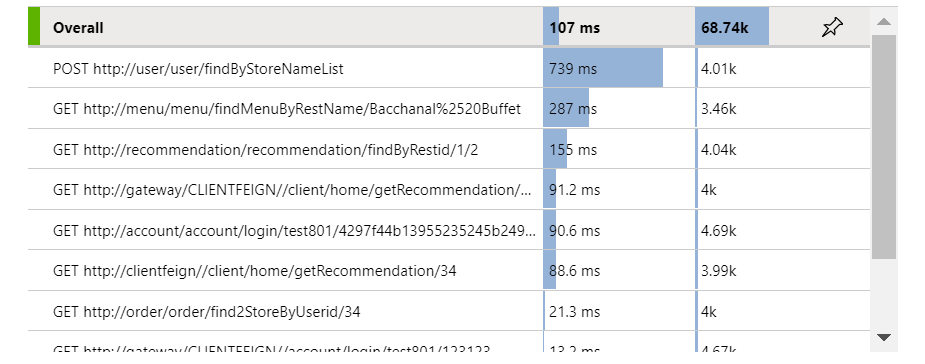 Overall 107 ms 68.74k
POST http://user/user/findByStoreNameList 739 ms 4.01k
GET http://menu/menu/findMenuByRestName/Bacchanal%2520Buffet 287 ms 3.46k
GET http://recommendation/recommendation/findByRestid/1/2 155 ms 4.04k
GET http://gateway/CLIENTFEIGN//client/home/getRecommendation/... 91.2 ms 4k
GET http://account/account/login/test801/4297f44b13955235245b249... 90.6 ms 4.69k
GET http://clientfeign//client/home/getRecommendation/34 88.6 ms 3.99k
GET http://order/order/find2StoreByUserid/34 21.3 ms 4k
GET http://gateway/CLIENTFEIGN//account/login/test801/123123 13.2 ms 4.67k